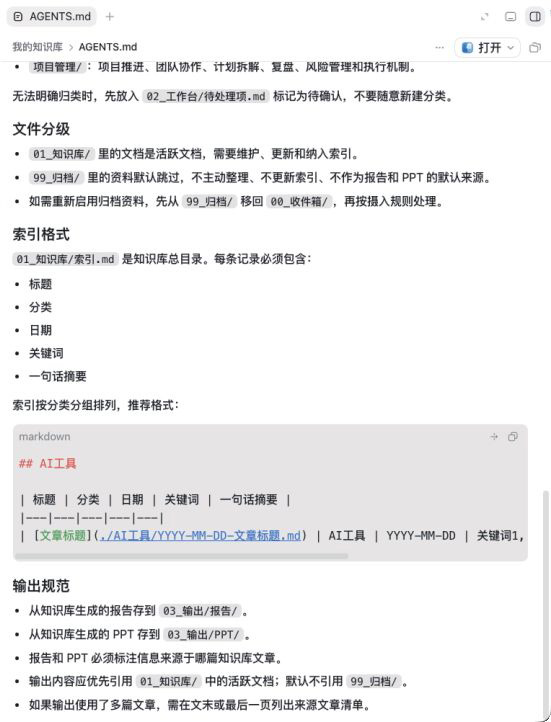 AGENTS.md
我的知识库 > AGENTS.md
打开
• 项目管理/ ：项目推进、团队协作、计划拆解、复盘、风险管理和执行机制。
无法明确归类时，先放入 02_工作台/待处理项.md 标记为待确认，不要随意新建分类。
文件分级
• 01_知识库/ 里的文档是活跃文档，需要维护、更新和纳入索引。
• 99_归档/ 里的资料默认跳过，不主动整理、不更新索引、不作为报告和 PPT 的默认来源。
• 如需重新启用归档资料，先从 99_归档/ 移回 00_收件箱/ ，再按摄入规则处理。
索引格式
01_知识库/索引.md 是知识库总目录。每条记录必须包含：
• 标题
• 分类
• 日期
• 关键词
• 一句话摘要
索引按分类分组排列，推荐格式：
markdown
## AI工具
| 标题 | 分类 | 日期 | 关键词 | 一句话摘要 |
|---|---|---|---|---|
| [文章标题](./AI工具/YYYY-MM-DD-文章标题.md) | AI工具 | YYYY-MM-DD | 关键词1,
输出规范
• 从知识库生成的报告存到 03_输出/报告/ 。
• 从知识库生成的 PPT 存到 03_输出/PPT/ 。
• 报告和 PPT 必须标注信息来源于哪篇知识库文章。
• 输出内容应优先引用 01_知识库/ 中的活跃文档；默认不引用 99_归档/ 。
• 如果输出使用了多篇文章，需在文末或最后一页列出来源文章清单。